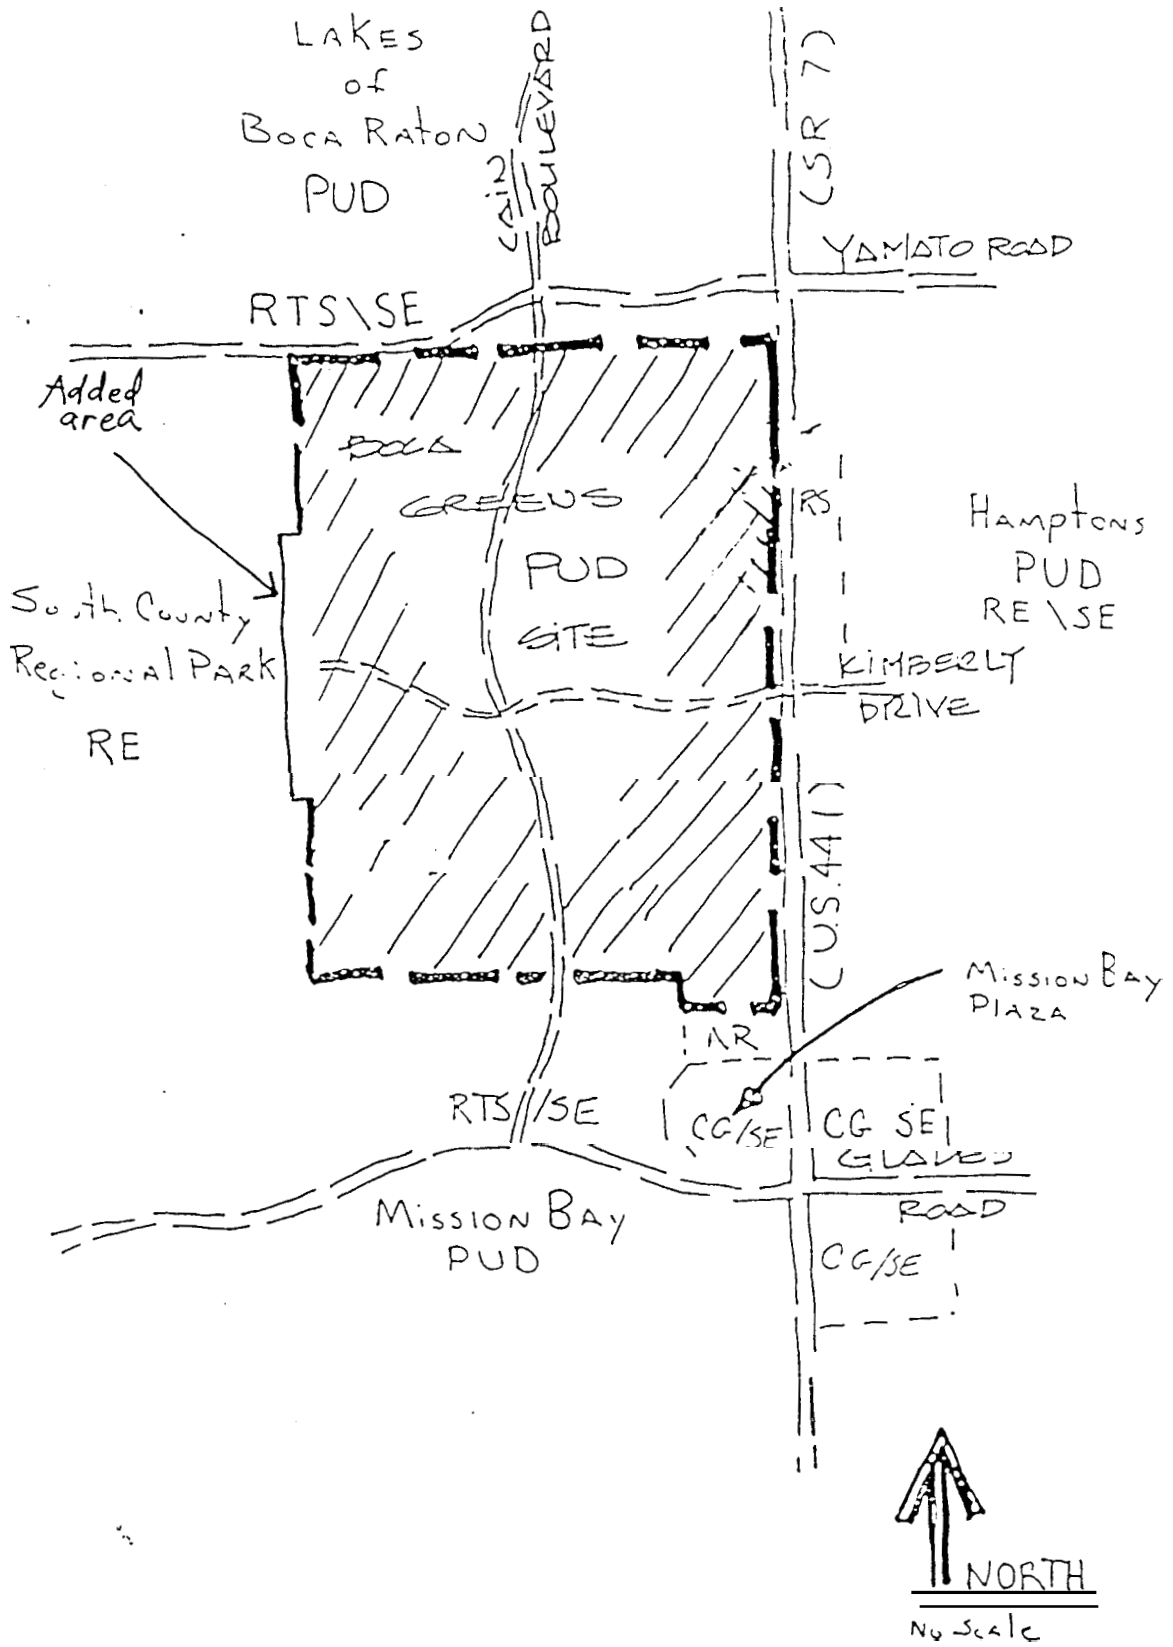 LAKES
of
BOCA RATON
PUD
CAIN
BOULEVARD
(SR 7)
YAMATO ROAD
RTS\SE
Added
area
BOCA
GREENS
PUD
SITE
RS
Hamptons
PUD
RE\SE
South County
Regional Park
RE
KIMBERLY
DRIVE
(U.S. 441)
Mission Bay
Plaza
AR
RTS/SE
CG/SE
CG SE
GLADES
ROAD
Mission Bay
PUD
CG/SE
NORTH
No Scale